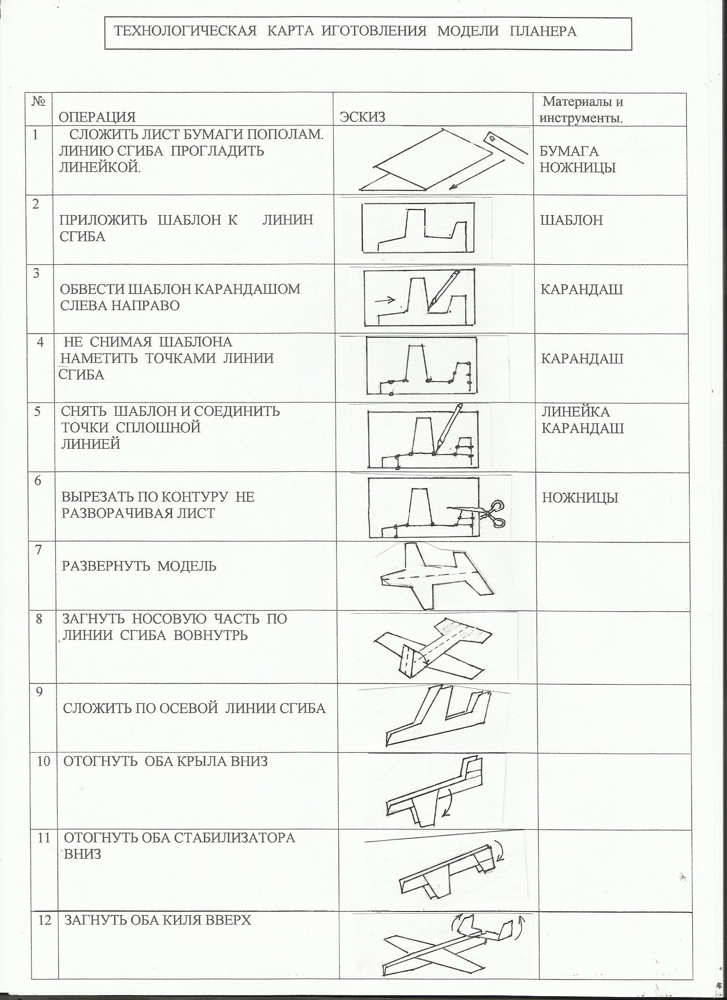 ТЕХНОЛОГИЧЕСКАЯ КАРТА ИГОТОВЛЕНИЯ МОДЕЛИ ПЛАНЕРА
№
ОПЕРАЦИЯ
ЭСКИЗ
Материалы и
инструменты.
1
СЛОЖИТЬ ЛИСТ БУМАГИ ПОПОЛАМ.
ЛИНИЮ СГИБА ПРОГЛАДИТЬ
ЛИНЕЙКОЙ.
БУМАГА
НОЖНИЦЫ
2
ПРИЛОЖИТЬ ШАБЛОН К ЛИНИН
СГИБА
ШАБЛОН
3
ОБВЕСТИ ШАБЛОН КАРАНДАШОМ
СЛЕВА НАПРАВО
КАРАНДАШ
4
НЕ СНИМАЯ ШАБЛОНА
НАМЕТИТЬ ТОЧКАМИ ЛИНИИ
СГИБА
КАРАНДАШ
5
СНЯТЬ ШАБЛОН И СОЕДИНИТЬ
ТОЧКИ СПЛОШНОЙ
ЛИНИЕЙ
ЛИНЕЙКА
КАРАНДАШ
6
ВЫРЕЗАТЬ ПО КОНТУРУ НЕ
РАЗВОРАЧИВАЯ ЛИСТ
НОЖНИЦЫ
7
РАЗВЕРНУТЬ МОДЕЛЬ
8
ЗАГНУТЬ НОСОВУЮ ЧАСТЬ ПО
ЛИНИИ СГИБА ВОВНУТРЬ
9
СЛОЖИТЬ ПО ОСЕВОЙ ЛИНИИ СГИБА
10
ОТОГНУТЬ ОБА КРЫЛА ВНИЗ
11
ОТОГНУТЬ ОБА СТАБИЛИЗАТОРА
ВНИЗ
12
ЗАГНУТЬ ОБА КИЛЯ ВВЕРХ